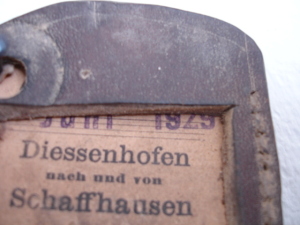 Juni 1929
Diessenhofen
nach und von
Schaffhausen